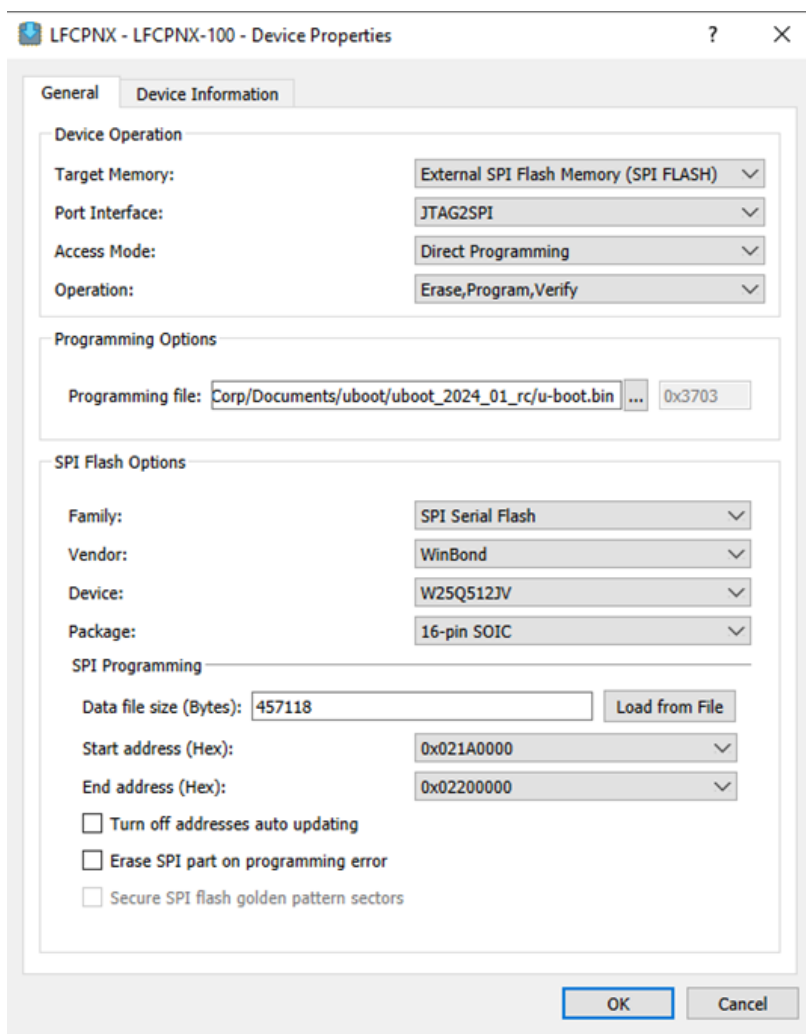 LFCPNX - LFCPNX-100 - Device Properties ?
General Device Information
Device Operation
Target Memory: External SPI Flash Memory (SPI FLASH)
Port Interface: JTAG2SPI
Access Mode: Direct Programming
Operation: Erase,Program,Verify
Programming Options
Programming file: Corp/Documents/uboot/uboot_2024_01_rc/u-boot.bin ... 0x3703
SPI Flash Options
Family: SPI Serial Flash
Vendor: WinBond
Device: W25Q512JV
Package: 16-pin SOIC
SPI Programming
Data file size (Bytes): 457118 Load from File
Start address (Hex): 0x021A0000
End address (Hex): 0x02200000
Turn off addresses auto updating
Erase SPI part on programming error
Secure SPI flash golden pattern sectors
OK Cancel